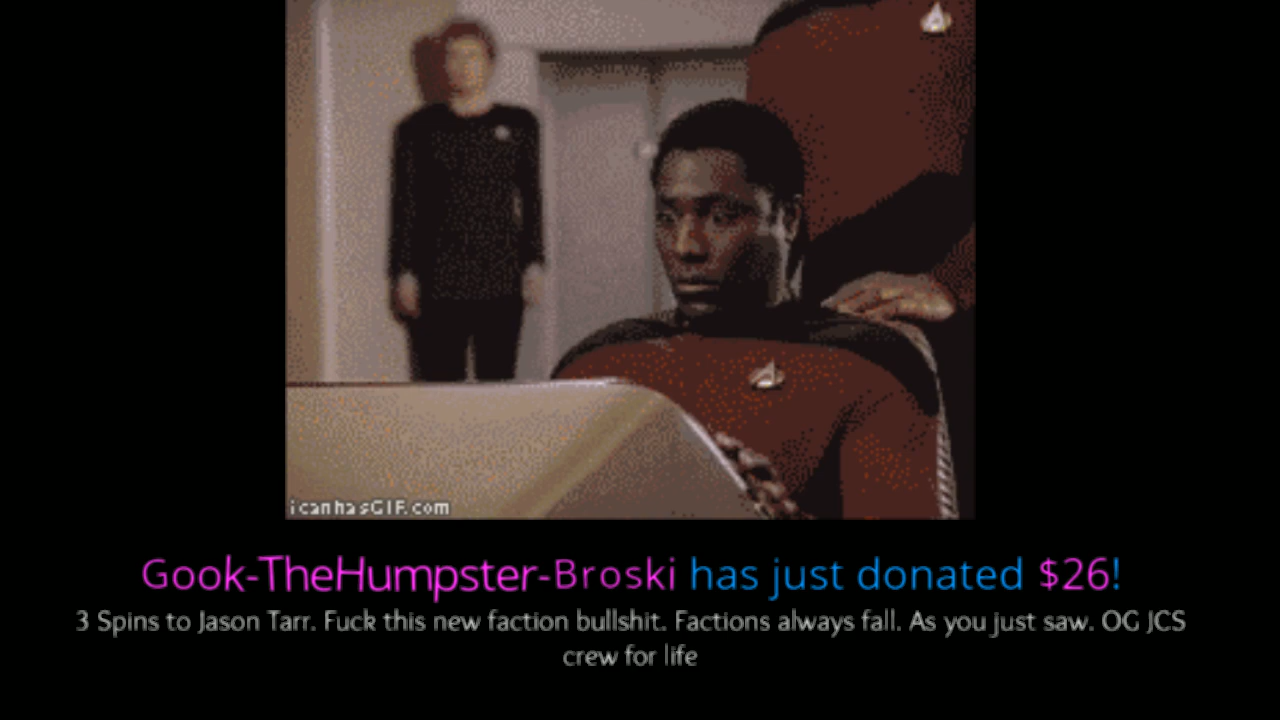 icanhasGIF.com
Gook-TheHumpster-Broski has just donated $26!
3 Spins to Jason Tarr. Fuck this new faction bullshit. Factions always fall. As you just saw. OG JCS
crew for life